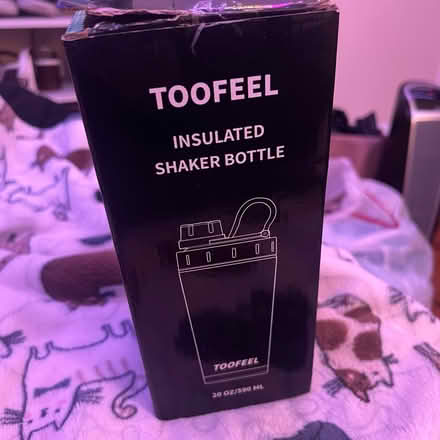 TOOFEEL
INSULATED
SHAKER BOTTLE
TOOFEEL
20 OZ/590 ML